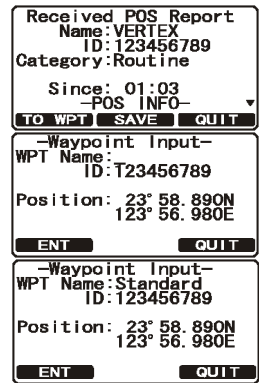 Received POS Report
Name:VERTEX
ID:123456789
Category:Routine
Since: 01:03
–POS INFO–
TO WPT SAVE QUIT
–Waypoint Input–
WPT Name:_
ID:123456789
Position: 23°58.890N
123°56.980E
ENT QUIT
–Waypoint Input–
WPT Name:Standard
ID:123456789
Position: 23°58.890N
123°56.980E
ENT QUIT